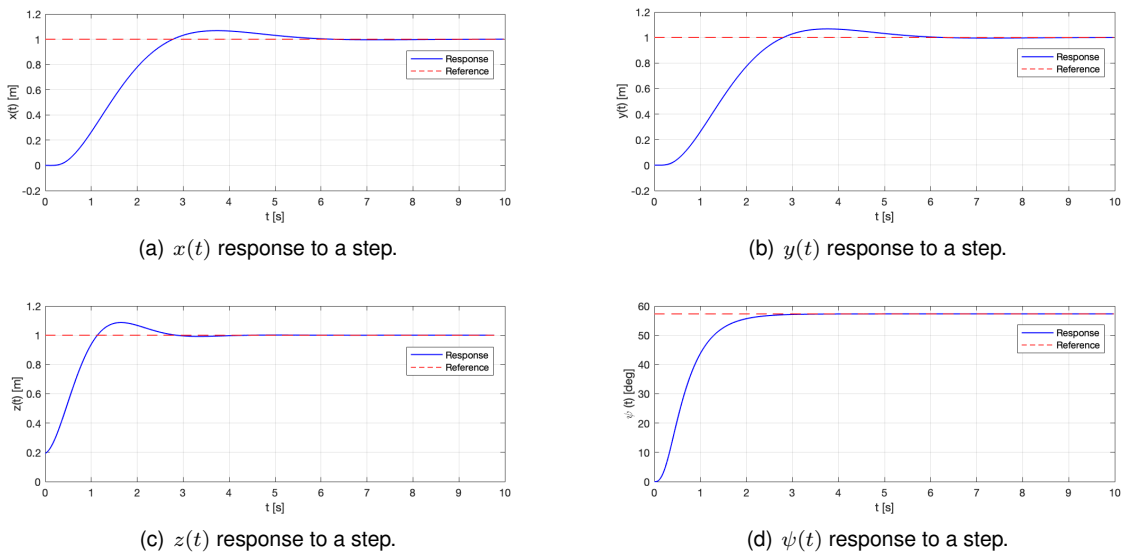 1.2
1
0.8
0.6
0.4
0.2
0
-0.2
x(t) [m]
0 1 2 3 4 5 6 7 8 9 10
t [s]
Response
Reference
(a) x(t) response to a step.
1.2
1
0.8
0.6
0.4
0.2
0
-0.2
y(t) [m]
0 1 2 3 4 5 6 7 8 9 10
t [s]
Response
Reference
(b) y(t) response to a step.
1.2
1
0.8
0.6
0.4
0.2
0
z(t) [m]
0 1 2 3 4 5 6 7 8 9 10
t [s]
Response
Reference
(c) z(t) response to a step.
60
50
40
30
20
10
0
ψ (t) [deg]
0 1 2 3 4 5 6 7 8 9 10
t [s]
Response
Reference
(d) ψ(t) response to a step.